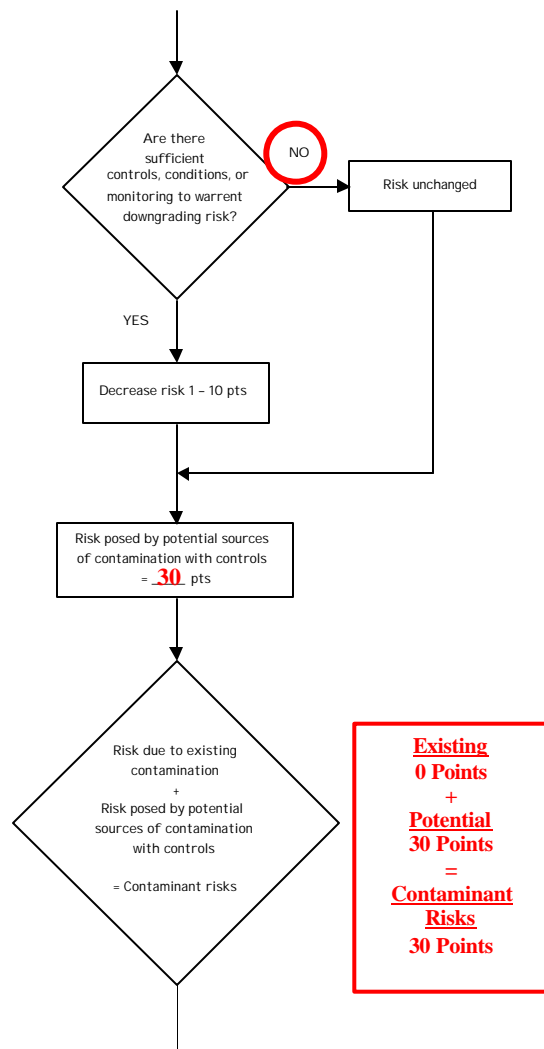 Are there
sufficient
controls, conditions, or
monitoring to warrent
downgrading risk?
NO
Risk unchanged
YES
Decrease risk 1 – 10 pts
Risk posed by potential sources
of contamination with controls
= 30 pts
Risk due to existing
contamination
+
Risk posed by potential
sources of contamination
with controls
= Contaminant risks
Existing
0 Points
+
Potential
30 Points
=
Contaminant
Risks
30 Points